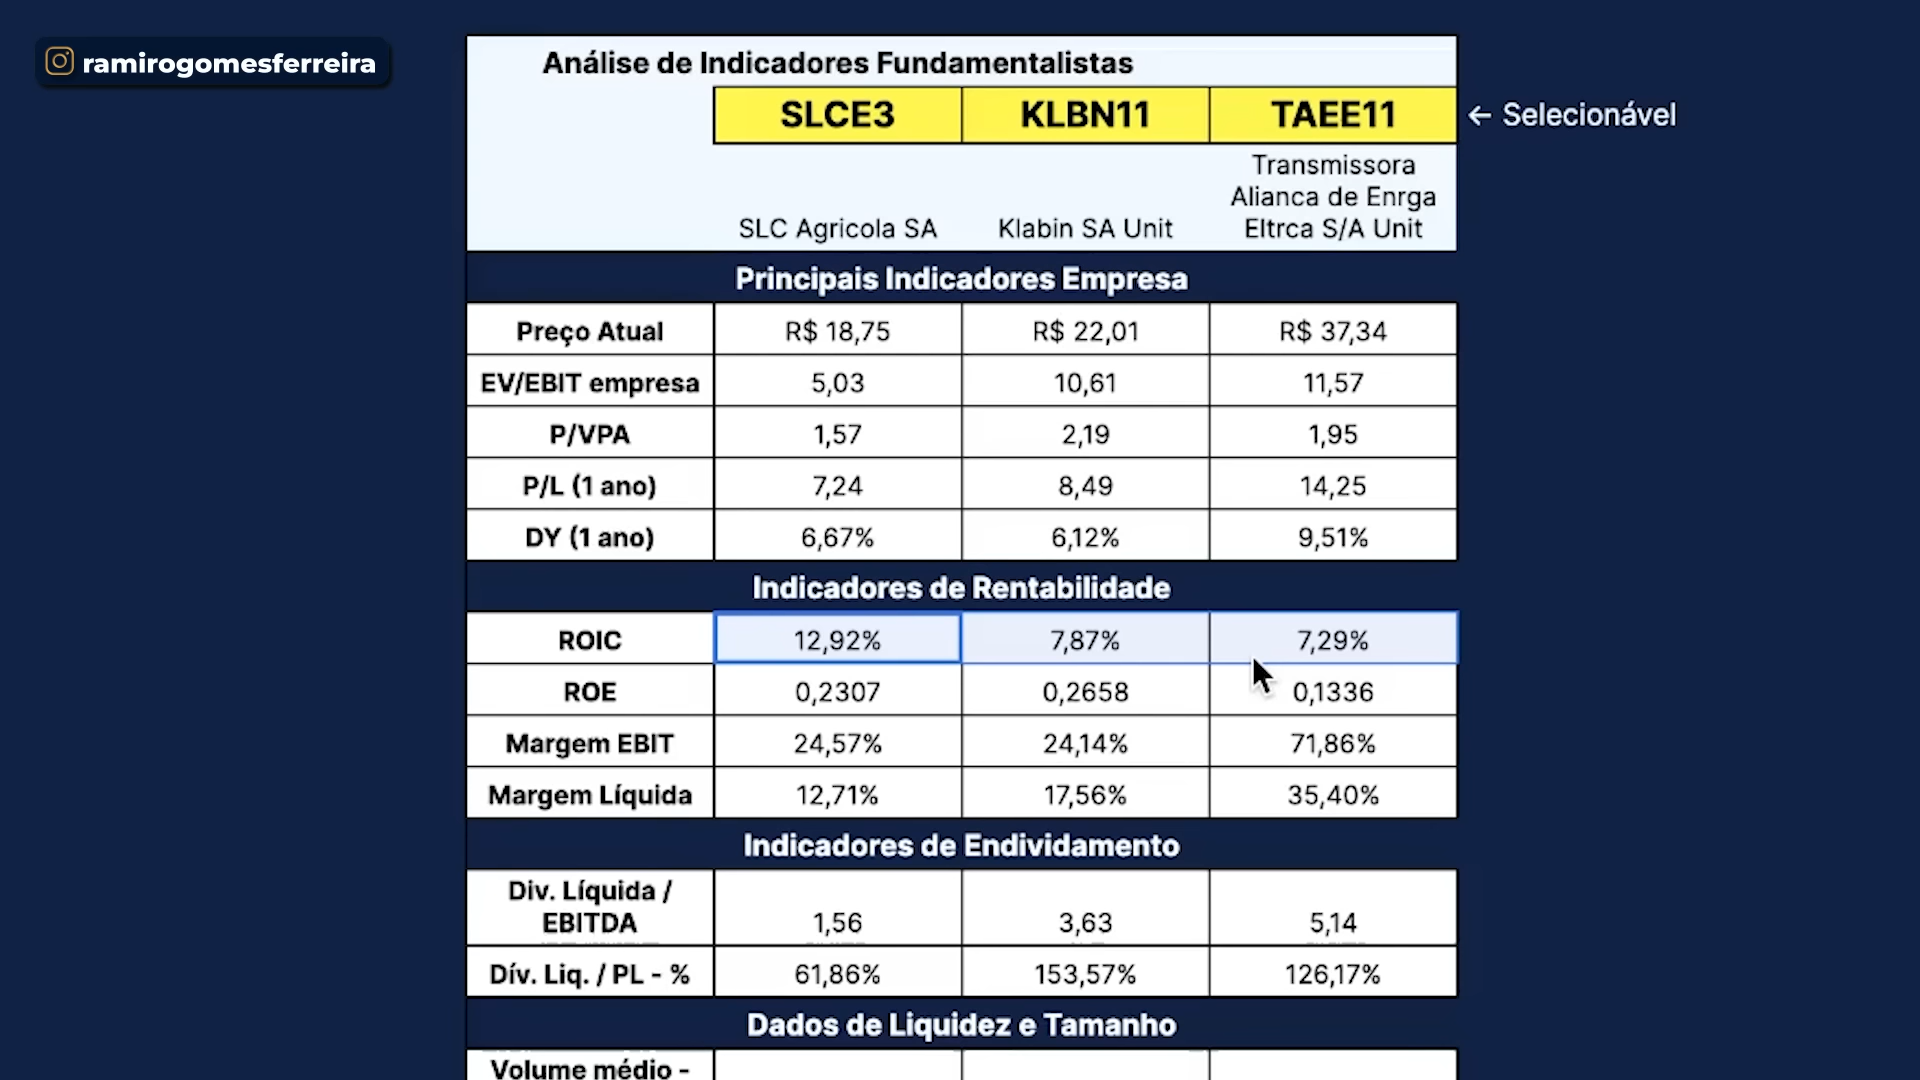 ramirogomesferreira
Análise de Indicadores Fundamentalistas
SLCE3 KLBN11 TAEE11 ← Selecionável
Transmissora
Alianca de Enrga
SLC Agricola SA Klabin SA Unit Eltrca S/A Unit
Principais Indicadores Empresa
Preço Atual R$ 18,75 R$ 22,01 R$ 37,34
EV/EBIT empresa 5,03 10,61 11,57
P/VPA 1,57 2,19 1,95
P/L (1 ano) 7,24 8,49 14,25
DY (1 ano) 6,67% 6,12% 9,51%
Indicadores de Rentabilidade
ROIC 12,92% 7,87% 7,29%
ROE 0,2307 0,2658 0,1336
Margem EBIT 24,57% 24,14% 71,86%
Margem Líquida 12,71% 17,56% 35,40%
Indicadores de Endividamento
Div. Líquida /
EBITDA 1,56 3,63 5,14
Dív. Liq. / PL - % 61,86% 153,57% 126,17%
Dados de Liquidez e Tamanho
Volume médio -